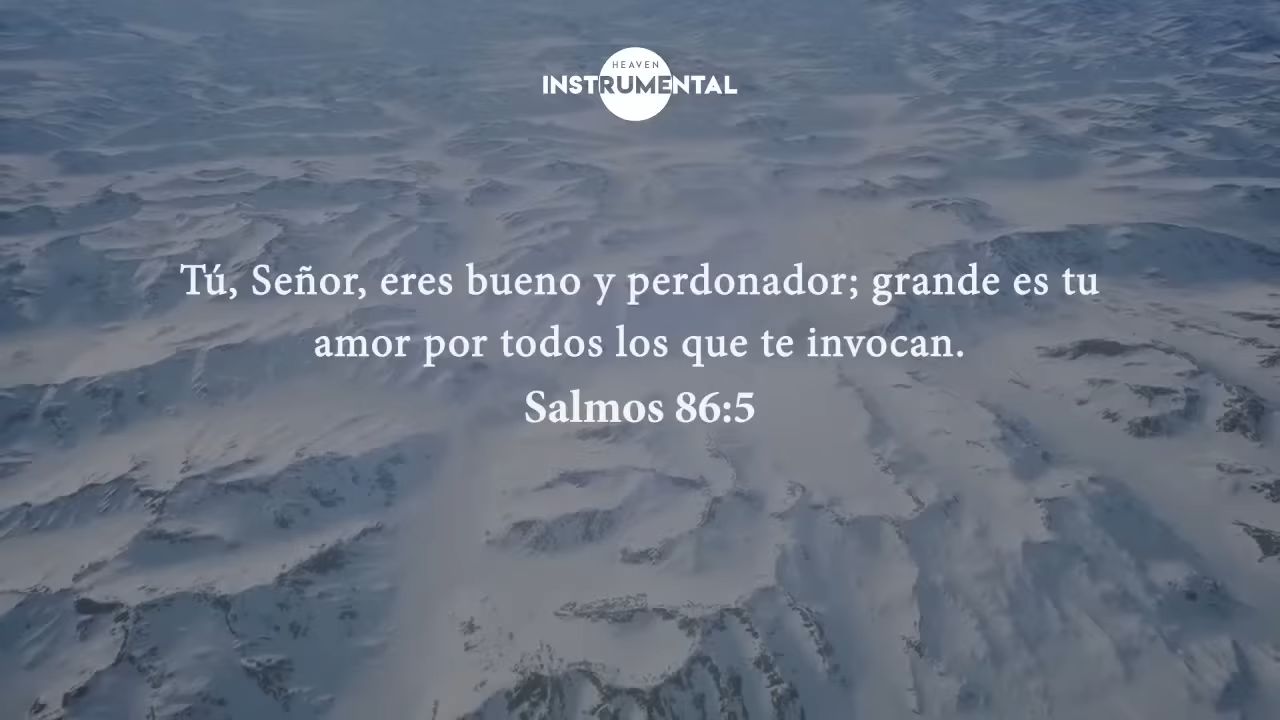 HEAVEN
INSTRUMENTAL
Tú, Señor, eres bueno y perdonador; grande es tu
amor por todos los que te invocan.
Salmos 86:5